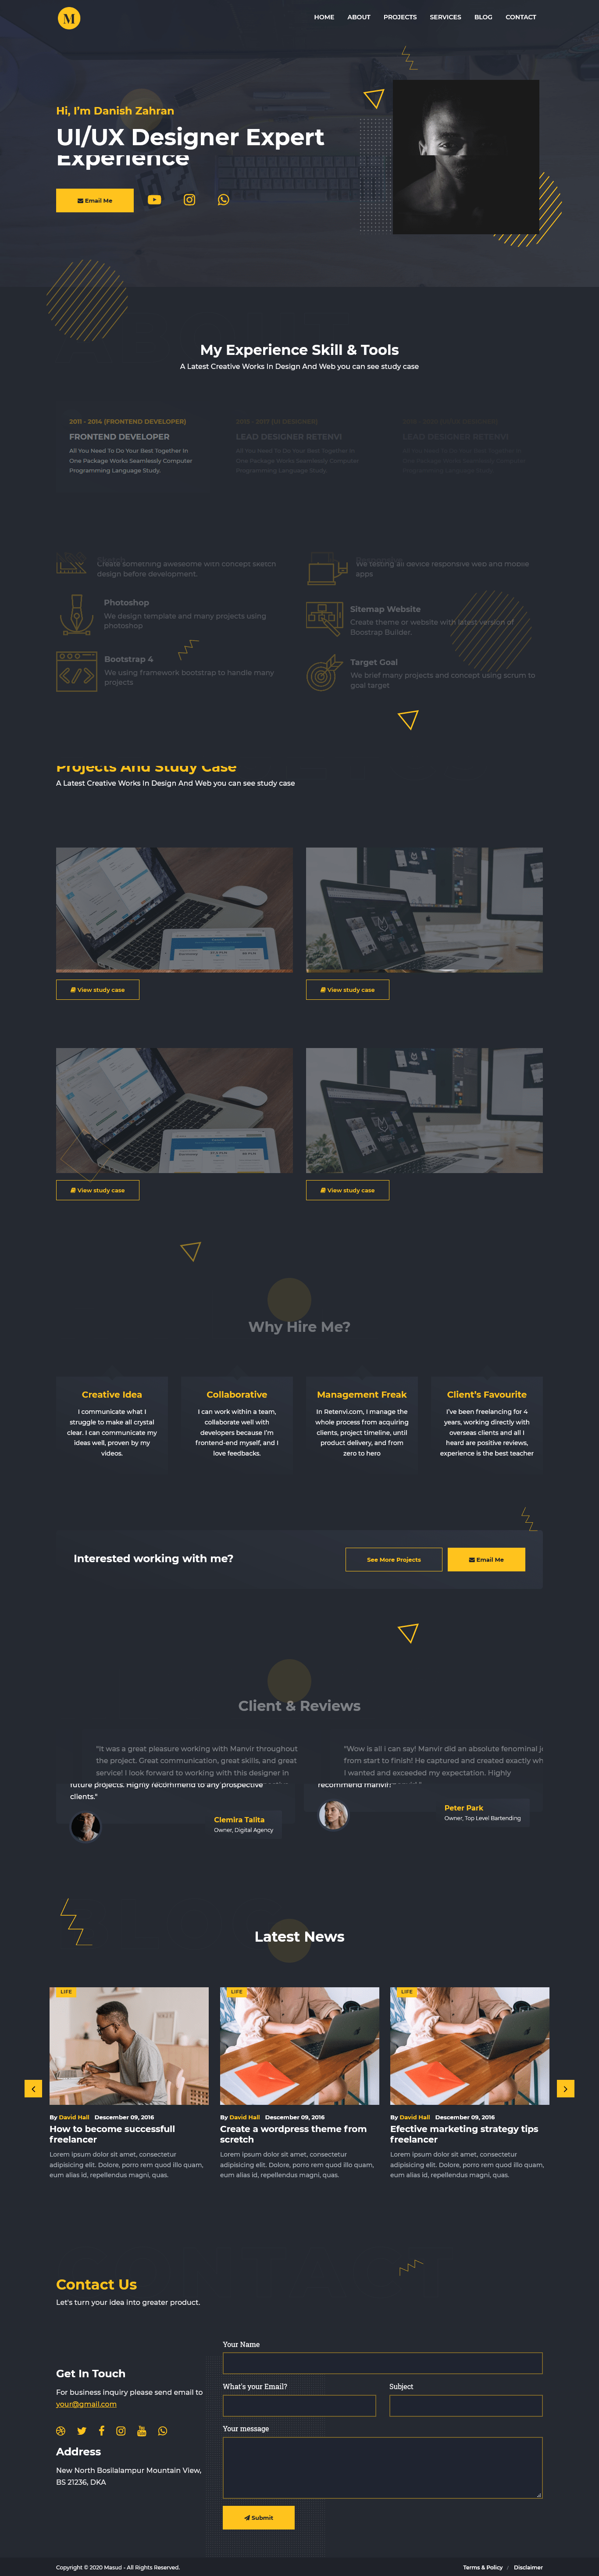 M
HOME ABOUT PROJECTS SERVICES BLOG CONTACT
Hi, I'm Danish Zahran
UI/UX Designer Expert
Experience
Email Me
My Experience Skill & Tools
A Latest Creative Works In Design And Web you can see study case
2011 - 2014 (FRONTEND DEVELOPER)
FRONTEND DEVELOPER
All You Need To Do Your Best Together In
One Package Works Seamlessly Computer
Programming Language Study.
LEAD DESIGNER RETENVI
All You Need To Do Your Best Together In
One Package Works Seamlessly Computer
Programming Language Study.
LEAD DESIGNER RETENVI
Create something aweseome with concept seatch
design before development.
We testing all device responsive web and mobile
apps
Photoshop
We design template and many projects using
photoshop
Sitemap Website
Create theme or website with latest version of
Boostrap Builder.
Bootstrap 4
We using framework bootstrap to handle many
projects
Target Goal
We brief many projects and concept using scrum to
goal target
Projects And Study Case
A Latest Creative Works In Design And Web you can see study case
View study case
View study case
View study case
View study case
Why Hire Me?
Creative Idea
I communicate what I
struggle to make all crystal
clear. I can communicate my
ideas well, proven by my
videos.
Collaborative
I can work within a team,
collaborate well with
developers because I'm
frontend-end myself, and I
love feedbacks.
Management Freak
In Retenvi.com, I manage the
whole process from acquiring
clients, project timeline, until
product delivery, and from
zero to hero
Client's Favourite
I've been freelancing for 4
years, working directly with
overseas clients and all I
heard are positive reviews,
experience is the best teacher
Interested working with me?
See More Projects
Email Me
Client & Reviews
"It was a great pleasure working with Manvir throughout
the project. Great communication, great skills, and great
service! I look forward to working with this designer in
future projects. Highly recommend to any prospective
clients."
Clemira Tallta
Owner, Digital Agency
"Wow is all I can say! Manvir did an absolute fenominal j
from start to finish! He captured and created exactly wh
I wanted and exceeded my expectation. Highly
recommend manvir!
Peter Park
Owner, Top Level Bartending
Latest News
LIFE
By David Hall Descember 09, 2016
How to become successfull
freelancer
Lorem ipsum dolor sit amet, consectetur
adipisicing elit. Dolore, porro rem quod illo quam,
eum alias id, repellendus magni, quas.
LIFE
By David Hall Descember 09, 2016
Create a wordpress theme from
scretch
Lorem ipsum dolor sit amet, consectetur
adipisicing elit. Dolore, porro rem quod illo quam,
eum alias id, repellendus magni, quas.
LIFE
By David Hall Descember 09, 2016
Efective marketing strategy tips
freelancer
Lorem ipsum dolor sit amet, consectetur
adipisicing elit. Dolore, porro rem quod illo quam,
eum alias id, repellendus magni, quas.
Contact Us
Let's turn your idea into greater product.
Get In Touch
For business inquiry please send email to
your@gmail.com
Address
New North Bosilalampur Mountain View,
BS 21236, DKA
Your Name
What's your Email?
Subject
Your message
Submit
Copyright © 2020 Masud - All Rights Reserved.
Terms & Policy / Disclaimer